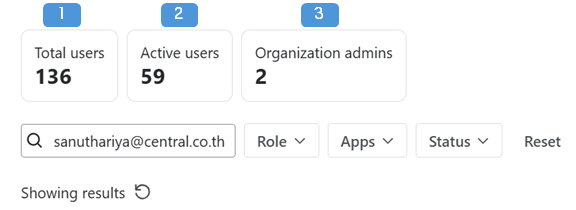 1 2 3
Total users Active users Organization admins
136 59 2
sanuthariya@central.co.th Role Apps Status Reset
Showing results